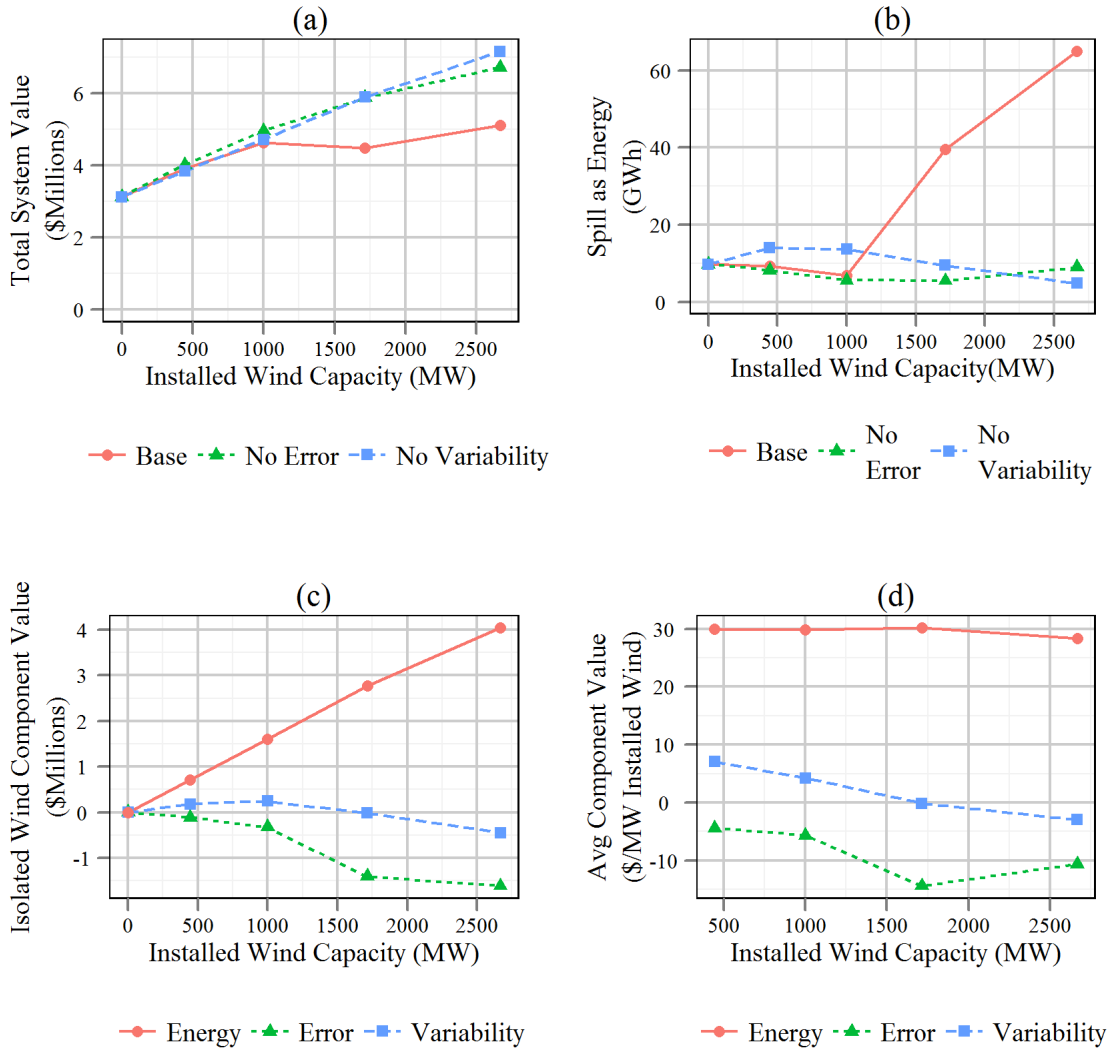 (a)
Total System Value
($Millions)
6
4
2
0
0 500 1000 1500 2000 2500
Installed Wind Capacity (MW)
Base No Error No Variability
(b)
Spill as Energy
(GWh)
60
40
20
0
0 500 1000 1500 2000 2500
Installed Wind Capacity(MW)
Base No Error No Variability
(c)
Isolated Wind Component Value
($Millions)
4
3
2
1
0
-1
0 500 1000 1500 2000 2500
Installed Wind Capacity (MW)
Energy Error Variability
(d)
Avg Component Value
($/MW Installed Wind)
30
20
10
0
-10
500 1000 1500 2000 2500
Installed Wind Capacity (MW)
Energy Error Variability